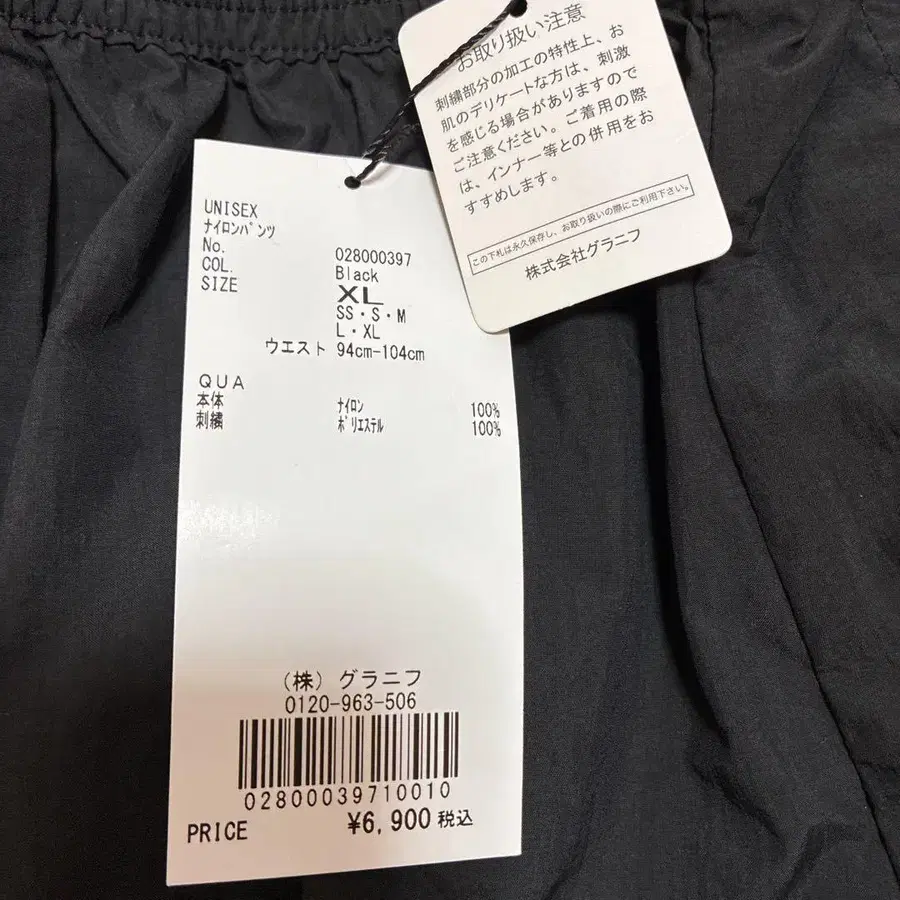 お取り扱い注意
刺繍部分の加工の特性上、お
肌のデリケートな方は、刺激
を感じる場合がありますので
ご注意ください。ご着用の際
は、インナー等との併用をお
すすめします。
この下札は永久保存し、お取り扱いの際にご利用下さい。
株式会社グラニフ
UNISEX
ナイロンパンツ
No. 028000397
COL. Black
SIZE XL
SS・S・M
L・XL
ウエスト 94cm-104cm
QUA
本体 ナイロン 100%
刺繍 ポリエステル 100%
(株) グラニフ
0120-963-506
02800039710010
PRICE ¥6,900 税込